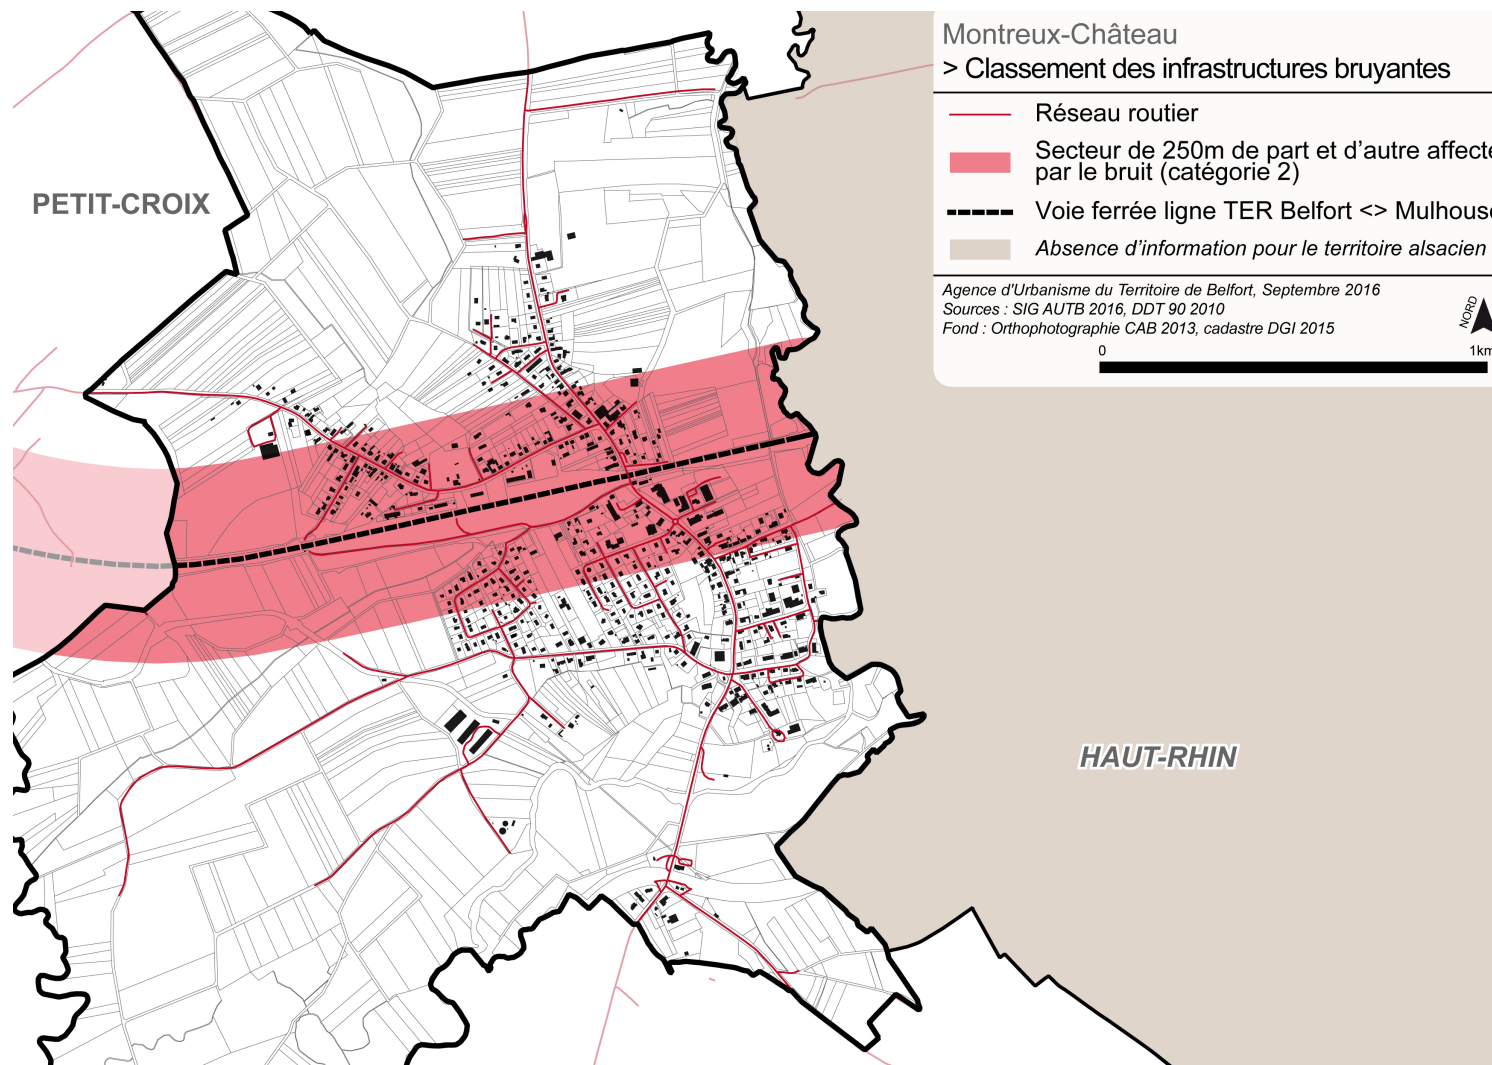 Montreux-Château
> Classement des infrastructures bruyantes
Réseau routier
Secteur de 250m de part et d'autre affecté
par le bruit (catégorie 2)
Voie ferrée ligne TER Belfort <> Mulhouse
Absence d'information pour le territoire alsacien
Agence d'Urbanisme du Territoire de Belfort, Septembre 2016
Sources : SIG AUTB 2016, DDT 90 2010
Fond : Orthophotographie CAB 2013, cadastre DGI 2015
NORD
0 1km
PETIT-CROIX
HAUT-RHIN